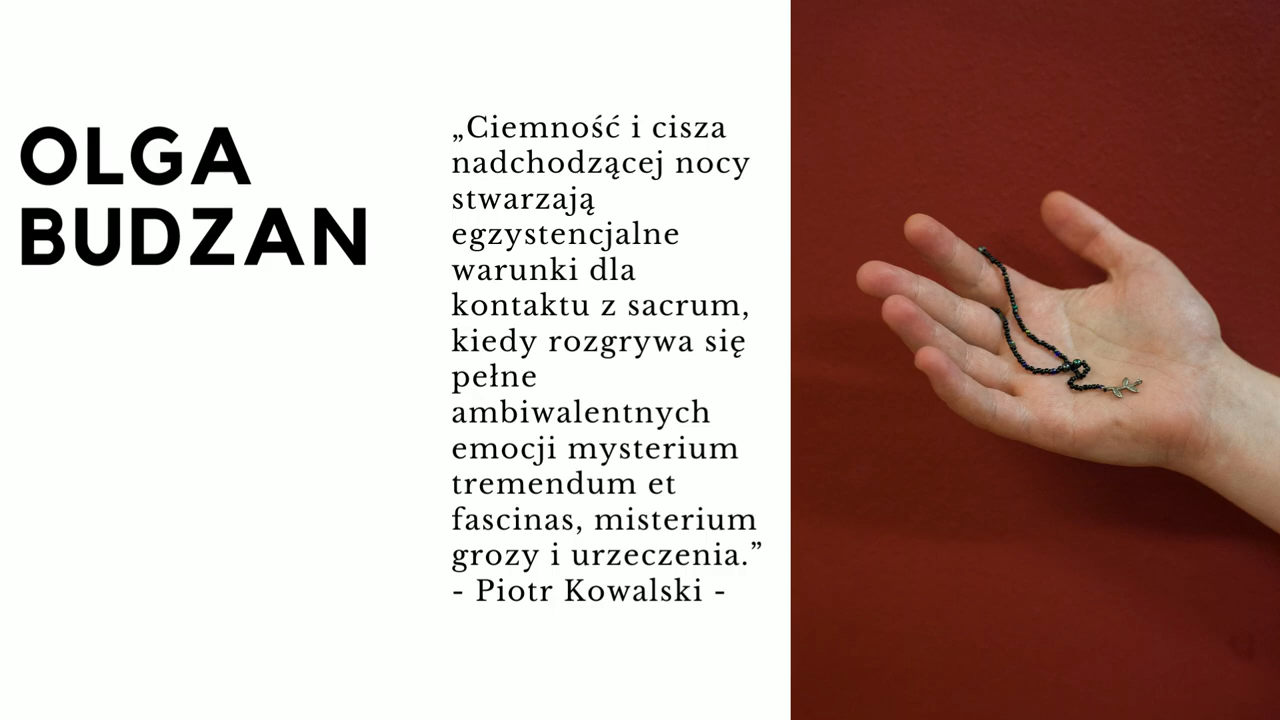 OLGA
BUDZAN
„Ciemność i cisza
nadchodzącej nocy
stwarzają
egzystencjalne
warunki dla
kontaktu z sacrum,
kiedy rozgrywa się
pełne
ambiwalentnych
emocji mysterium
tremendum et
fascinas, misterium
grozy i urzeczenia.”
- Piotr Kowalski -